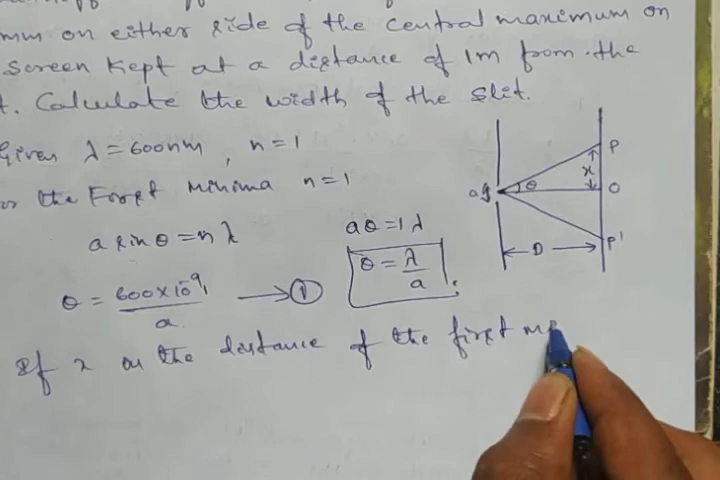 mm on either side of the central maximum on
screen kept at a distance of 1m from the
t. Calculate the width of the slit.
Given λ = 600nm, n = 1
or the First Minima n = 1
a sin θ = n λ
aθ = 1 λ
θ = λ/a
θ = 600 × 10⁻⁹/a → ①
If x is the distance of the first m
a
θ
x
P
O
P'
D